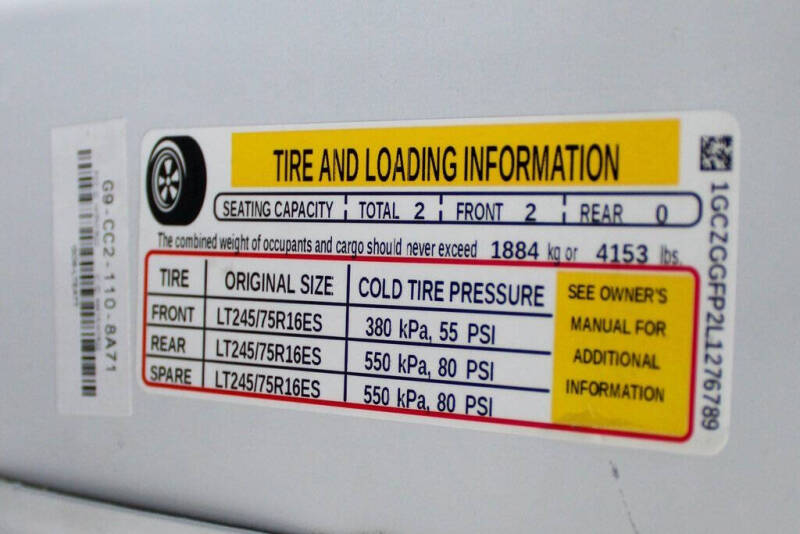 G9-CC2-110-8A71
TIRE AND LOADING INFORMATION
SEATING CAPACITY TOTAL 2 FRONT 2 REAR 0
The combined weight of occupants and cargo should never exceed 1884 kg or 4153 lbs.
TIRE ORIGINAL SIZE COLD TIRE PRESSURE
FRONT LT245/75R16ES 380 kPa, 55 PSI
REAR LT245/75R16ES 550 kPa, 80 PSI
SPARE LT245/75R16ES 550 kPa, 80 PSI
SEE OWNER'S
MANUAL FOR
ADDITIONAL
INFORMATION
1GCZGGFP2L1276789